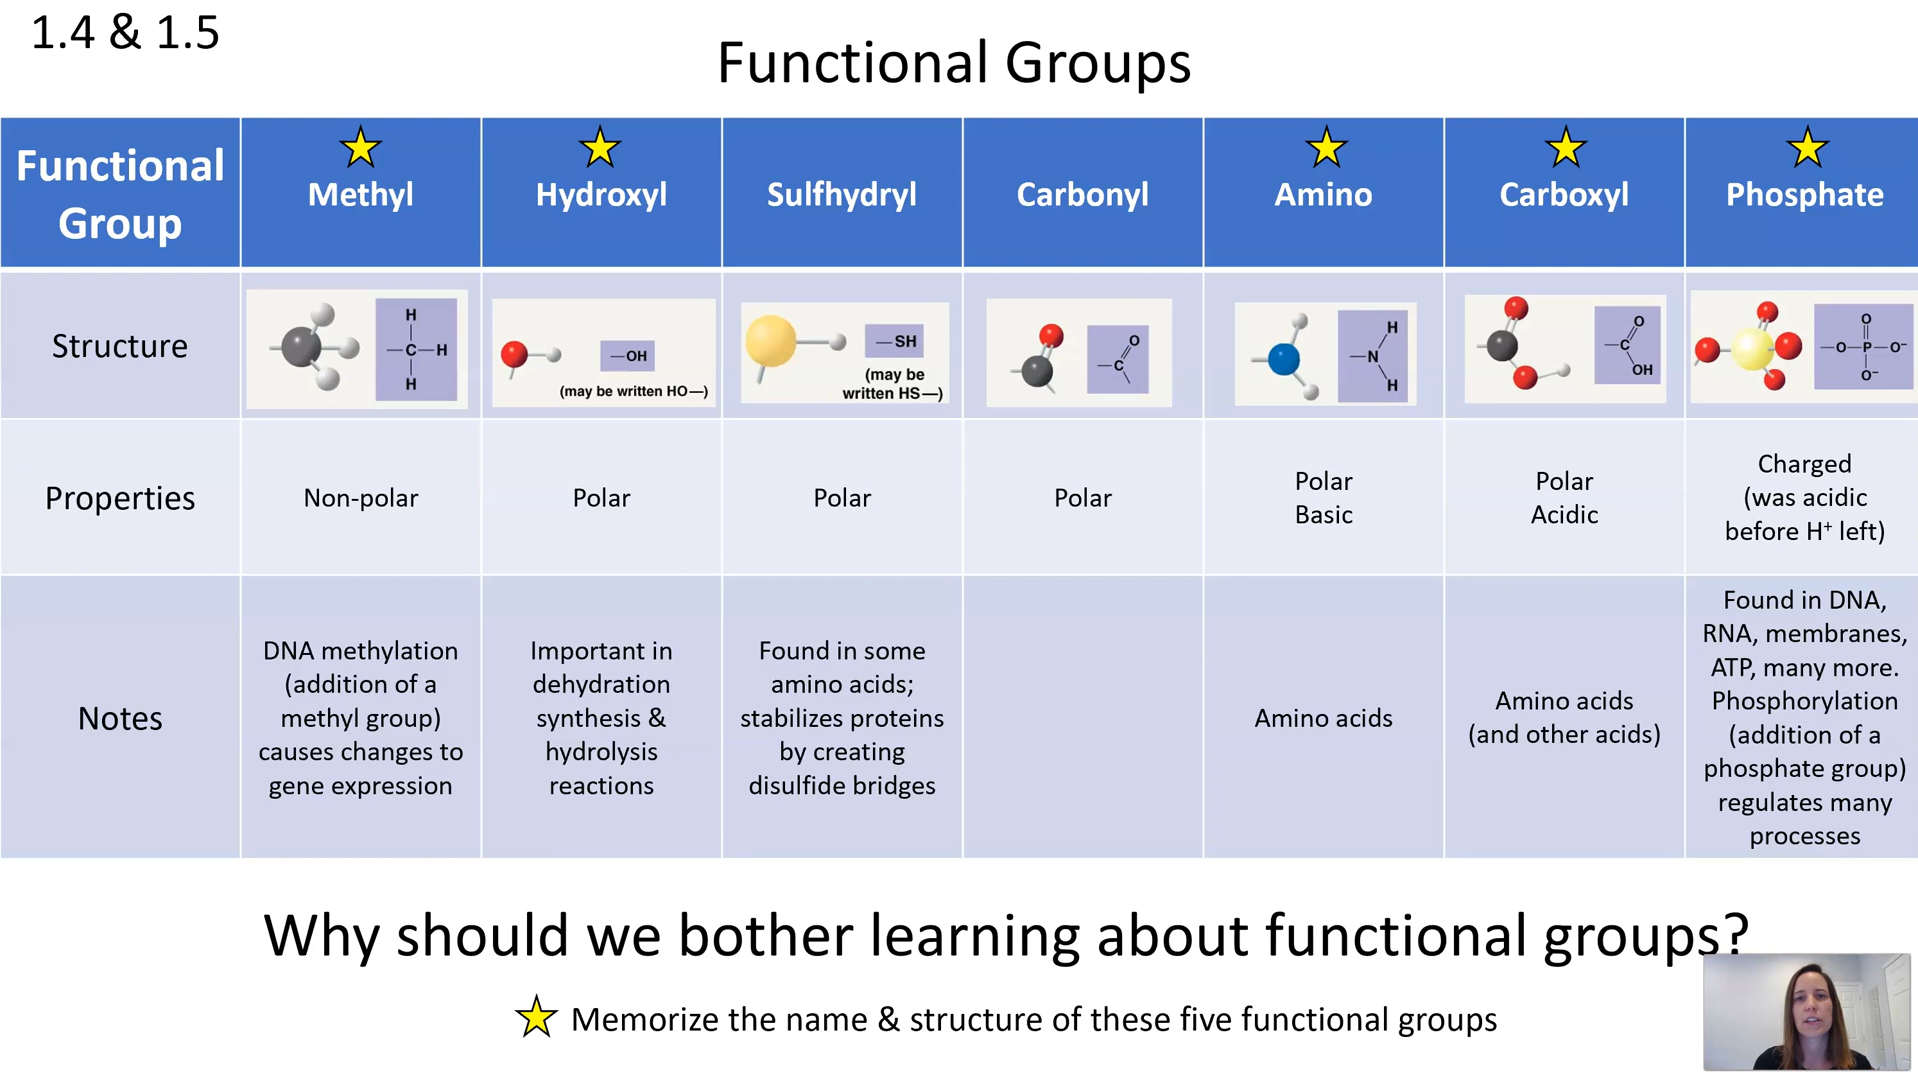 1.4 & 1.5
Functional Groups
Functional
Group
Methyl
Hydroxyl
Sulfhydryl
Carbonyl
Amino
Carboxyl
Phosphate
Structure
H
—C—H
H
—OH
(may be written HO—)
—SH
(may be
written HS—)
O
C
H
—N
H
O
C
OH
O
—O—P—O⁻
O⁻
Properties
Non-polar
Polar
Polar
Polar
Polar
Basic
Polar
Acidic
Charged
(was acidic
before H⁺ left)
Notes
DNA methylation
(addition of a
methyl group)
causes changes to
gene expression
Important in
dehydration
synthesis &
hydrolysis
reactions
Found in some
amino acids;
stabilizes proteins
by creating
disulfide bridges
Amino acids
Amino acids
(and other acids)
Found in DNA,
RNA, membranes,
ATP, many more.
Phosphorylation
(addition of a
phosphate group)
regulates many
processes
Why should we bother learning about functional groups?
Memorize the name & structure of these five functional groups